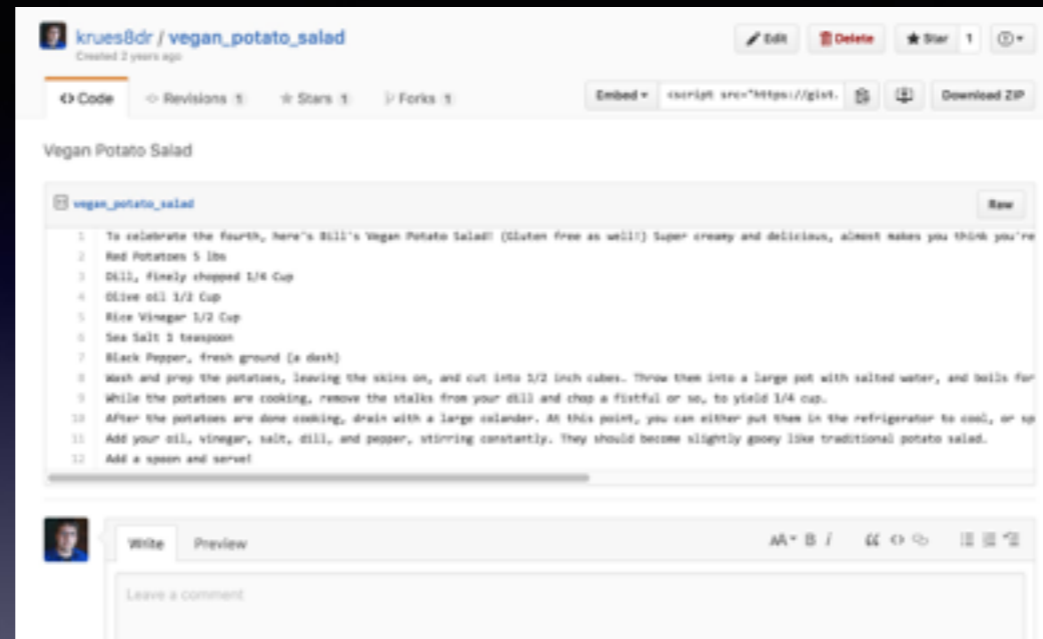 krues8dr / vegan_potato_salad
Created 2 years ago
Edit Delete Star 1
Code Revisions 1 Stars 1 Forks 1
Embed <script src="https://gist. Download ZIP
Vegan Potato Salad
vegan_potato_salad Raw
1 To celebrate the fourth, here's Bill's Vegan Potato Salad! (Gluten free as well!) Super creamy and delicious, almost makes you think you're
2 Red Potatoes 5 lbs
3 Dill, finely chopped 1/4 Cup
4 Olive oil 1/2 Cup
5 Rice Vinegar 1/2 Cup
6 Sea Salt 1 teaspoon
7 Black Pepper, fresh ground (a dash)
8 Wash and prep the potatoes, leaving the skins on, and cut into 1/2 inch cubes. Throw them into a large pot with salted water, and boils for
9 While the potatoes are cooking, remove the stalks from your dill and chop a fistful or so, to yield 1/4 cup.
10 After the potatoes are done cooking, drain with a large colander. At this point, you can either put them in the refrigerator to cool, or sp
11 Add your oil, vinegar, salt, dill, and pepper, stirring constantly. They should become slightly gooey like traditional potato salad.
12 Add a spoon and serve!
Write Preview AA B i
Leave a comment